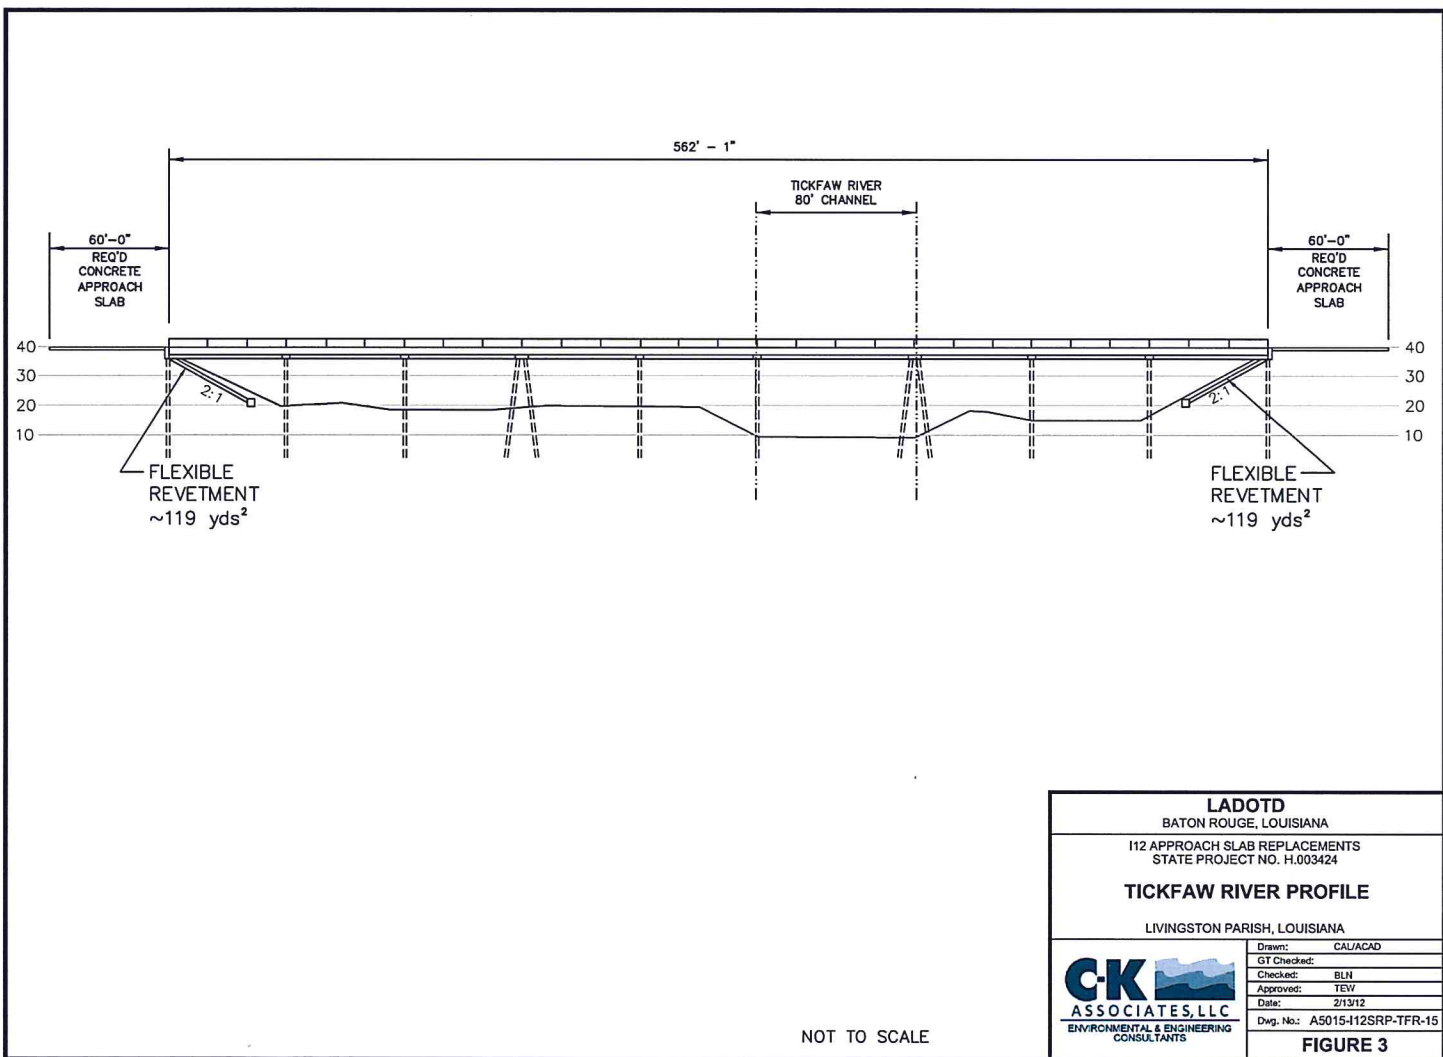 562' - 1"
TICKFAW RIVER
80' CHANNEL
60'-0"
REQ'D
CONCRETE
APPROACH
SLAB
60'-0"
REQ'D
CONCRETE
APPROACH
SLAB
40
30
20
10
40
30
20
10
2:1
2:1
FLEXIBLE
REVETMENT
~119 yds²
FLEXIBLE
REVETMENT
~119 yds²
NOT TO SCALE
LADOTD
BATON ROUGE, LOUISIANA
I12 APPROACH SLAB REPLACEMENTS
STATE PROJECT NO. H.003424
TICKFAW RIVER PROFILE
LIVINGSTON PARISH, LOUISIANA
C-K
ASSOCIATES, LLC
ENVIRONMENTAL & ENGINEERING
CONSULTANTS
Drawn: CAL/ACAD
GT Checked:
Checked: BLN
Approved: TEW
Date: 2/13/12
Dwg. No.: A5015-I12SRP-TFR-15
FIGURE 3